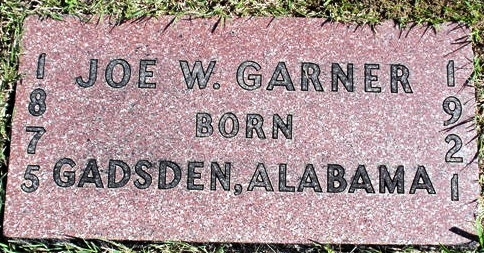 1875
JOE W. GARNER
BORN
GADSDEN, ALABAMA
1921